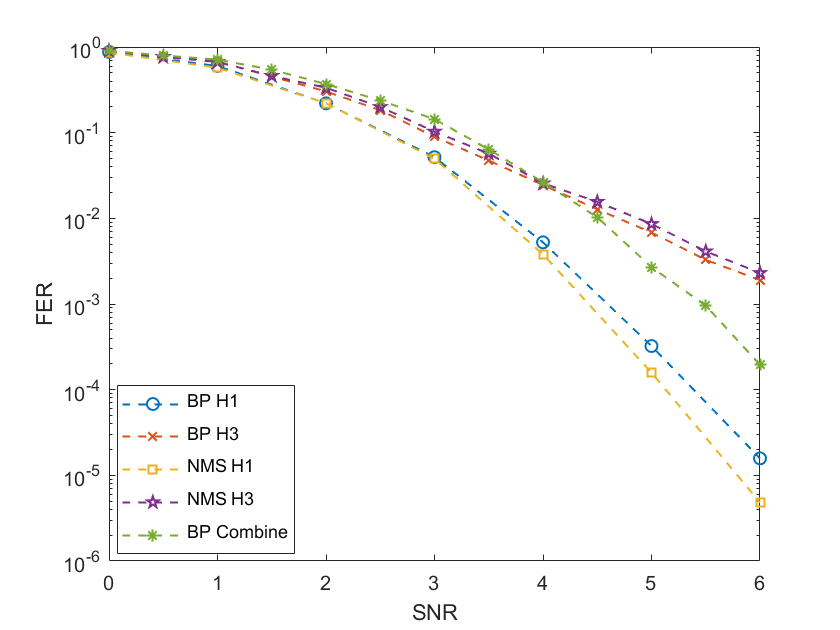 10^0
10^-1
10^-2
10^-3
10^-4
10^-5
10^-6
FER
BP H1
BP H3
NMS H1
NMS H3
BP Combine
0 1 2 3 4 5 6
SNR